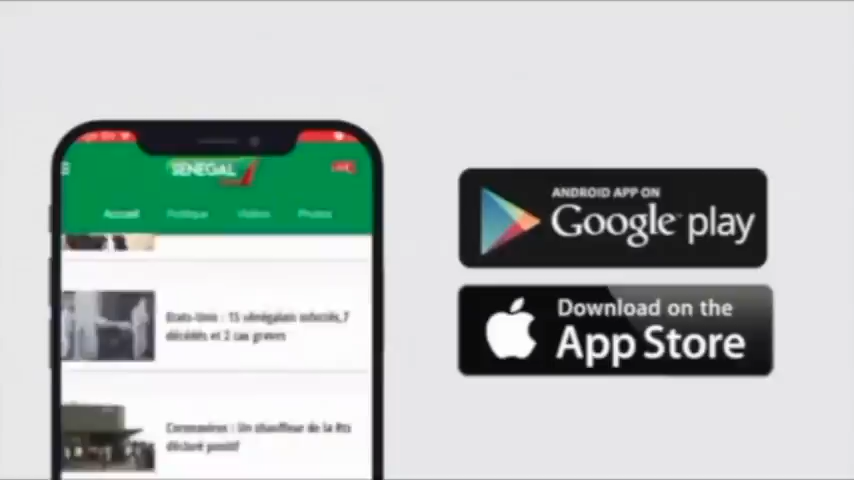 SENEGAL
Accueil Politique Videos Photos
Etats-Unis : 15 sénégalais infectés,7
décédés et 2 cas graves
Coronavirus : Un chauffeur de la Rts
déclaré positif
ANDROID APP ON
Google play
Download on the
App Store